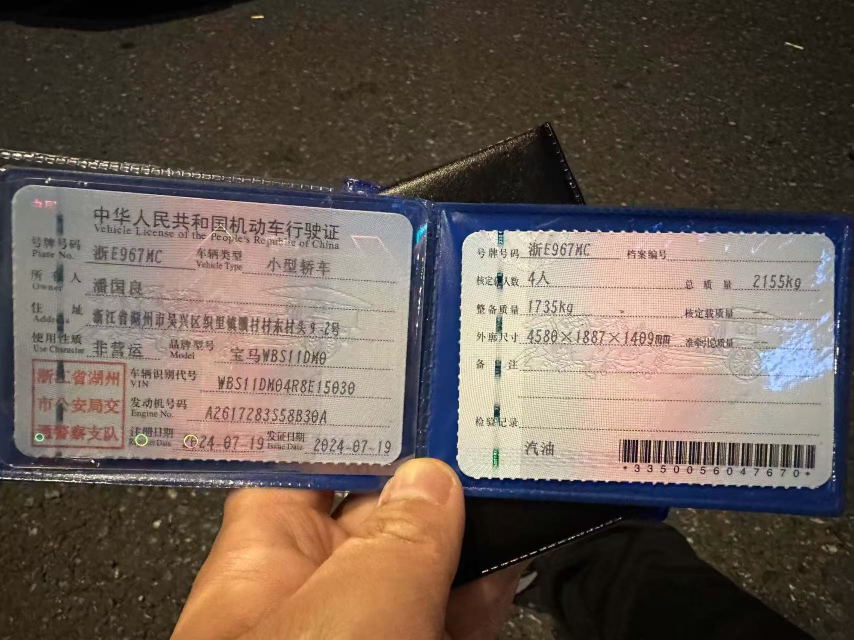 中华人民共和国机动车行驶证
Vehicle License of the People's Republic of China
号牌号码 浙E967MC 车辆类型 小型轿车
Plate No. Vehicle Type
所有人 潘国良
Owner
住址 浙江省湖州市吴兴区织里镇 村村东村头9-2号
Address
使用性质 非营运 品牌型号 宝马WBS11DM0
Use Character Model
浙江省湖州
市公安局交
通警察支队
车辆识别代号 WBS11DM04R8E15030
VIN
发动机号码 A2617283S58B30A
Engine No.
注册日期 24-07-19 发证日期 2024-07-19
Date Issue Date
号牌号码 浙E967MC 档案编号
核定人数 4人 总质量 2155kg
整备质量 1735kg 核定载质量
外廓尺寸 4580×1887×1409mm 准牵引总质量
备注
检验记录
汽油
*3350056047670*